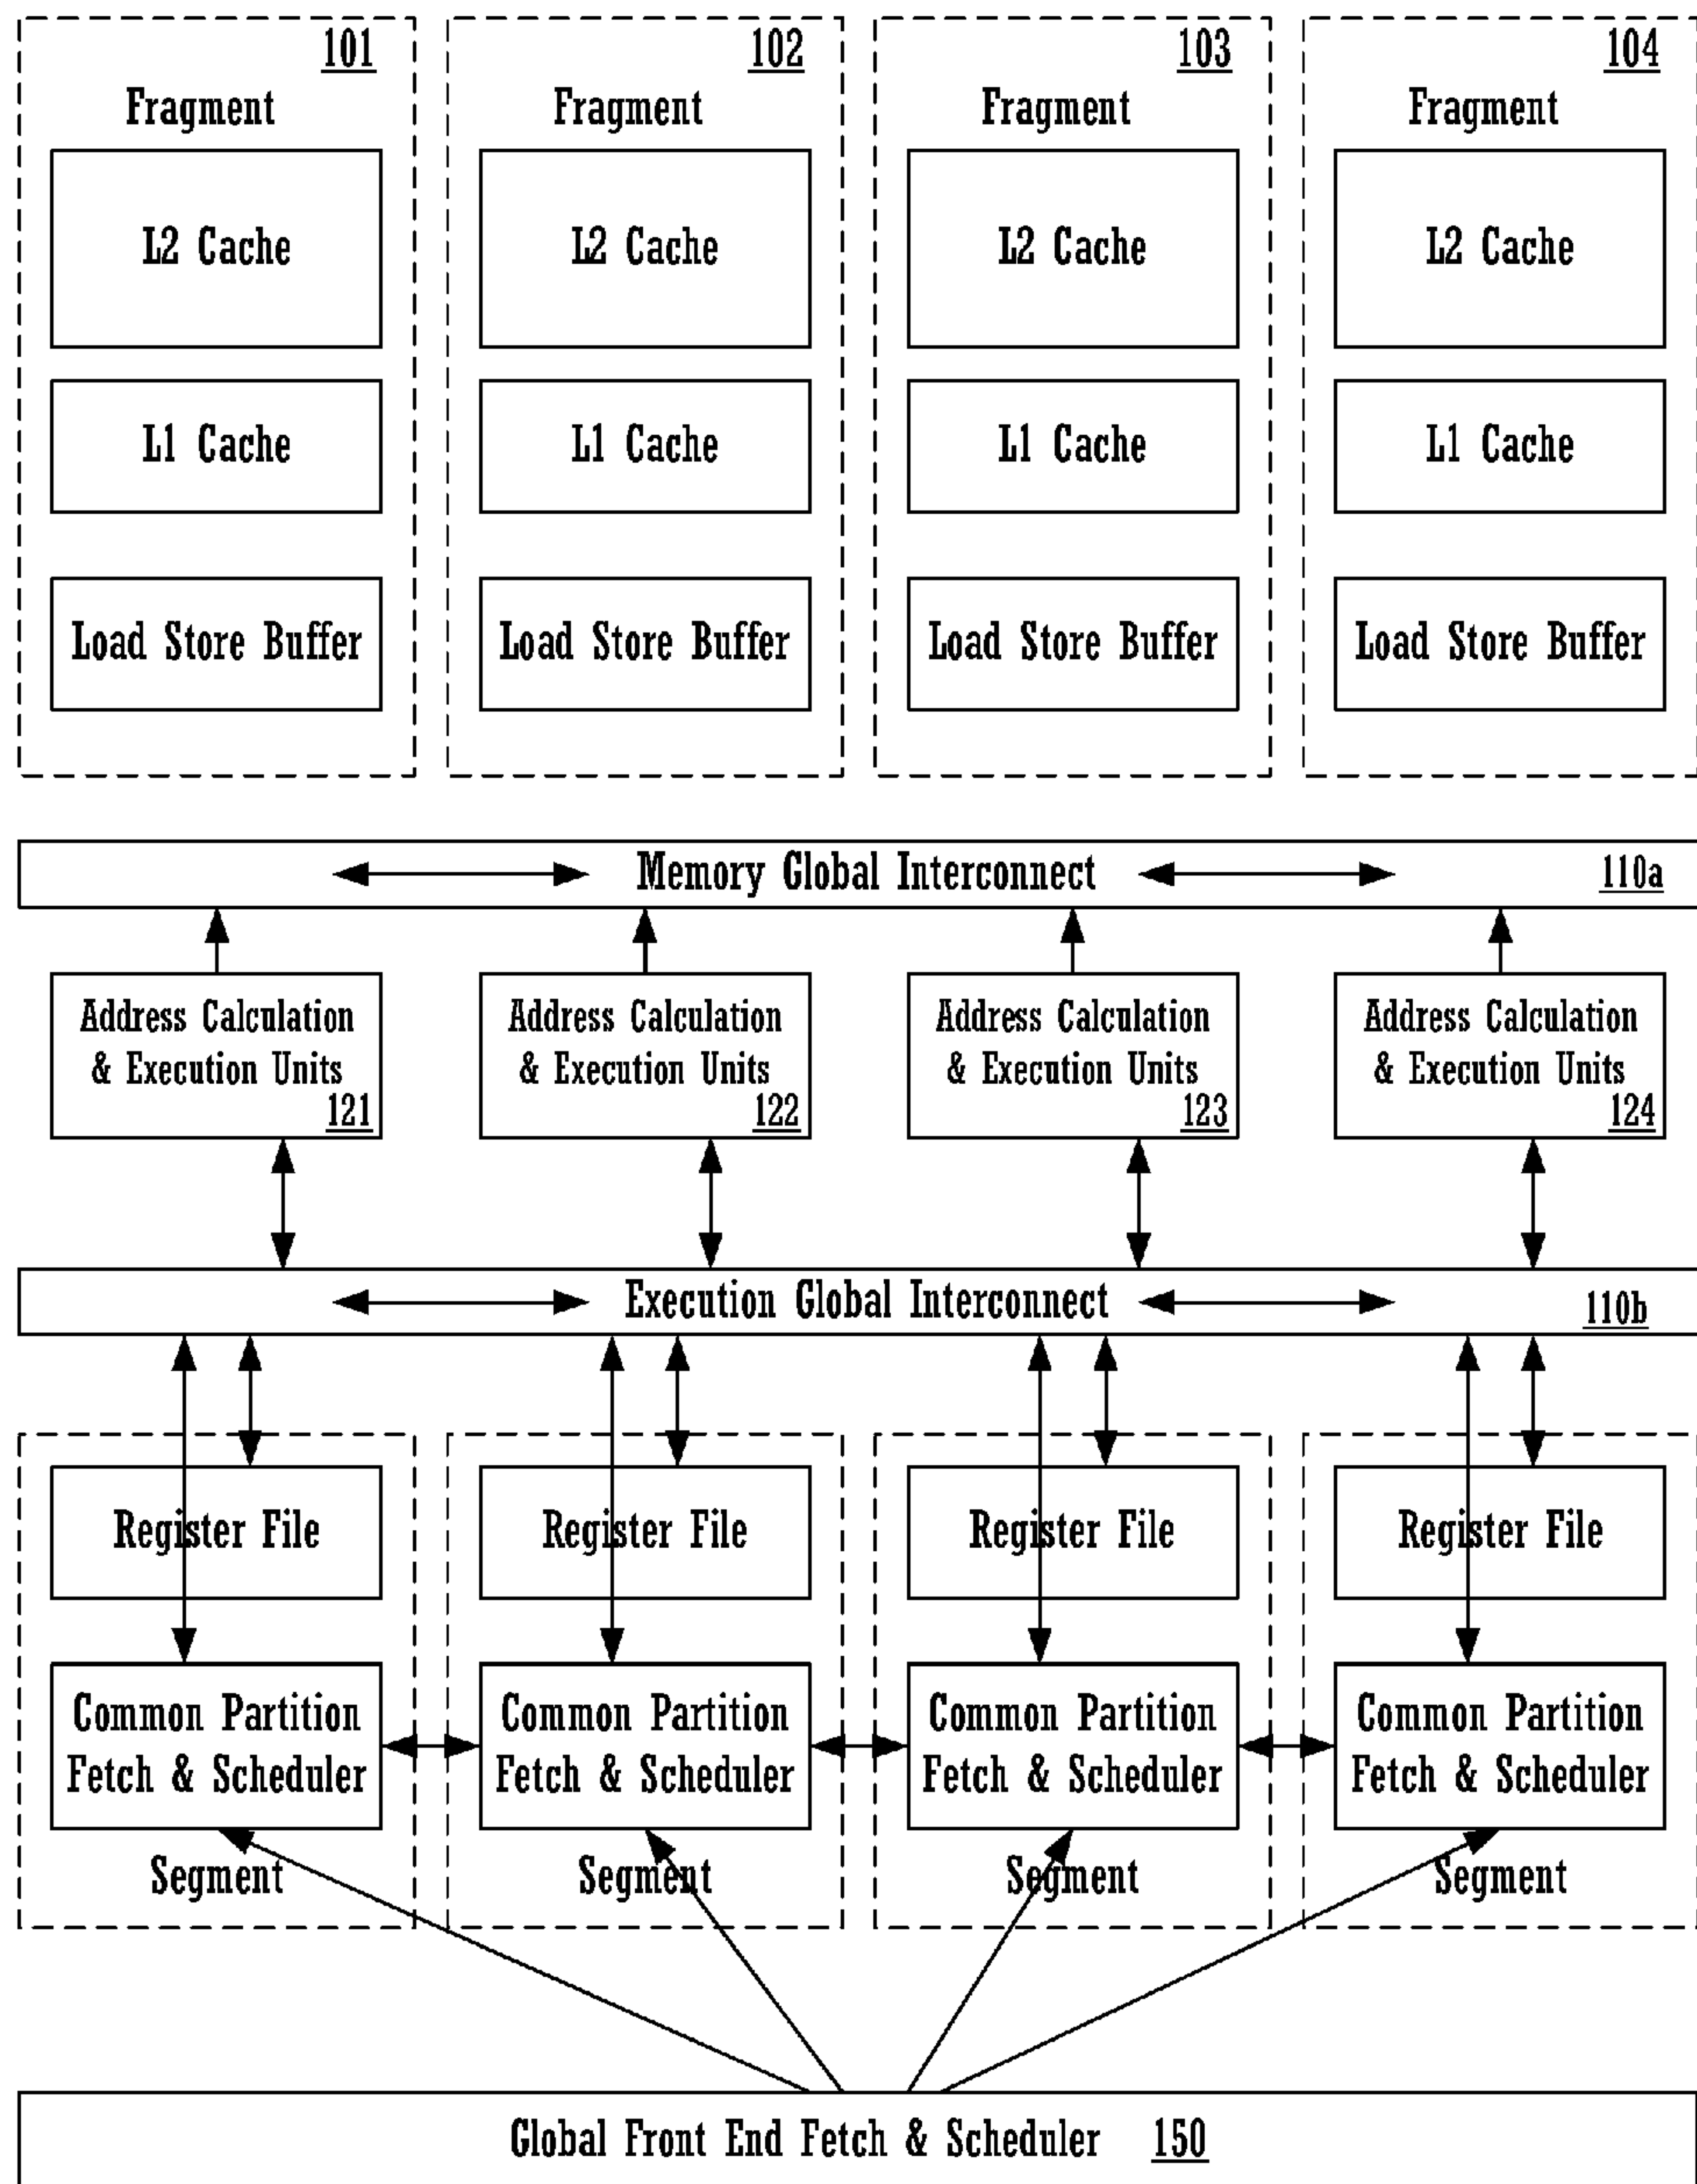 101 102 103 104
Fragment Fragment Fragment Fragment
L2 Cache L2 Cache L2 Cache L2 Cache
L1 Cache L1 Cache L1 Cache L1 Cache
Load Store Buffer Load Store Buffer Load Store Buffer Load Store Buffer
Memory Global Interconnect 110a
Address Calculation Address Calculation Address Calculation Address Calculation
& Execution Units & Execution Units & Execution Units & Execution Units
121 122 123 124
Execution Global Interconnect 110b
Register File Register File Register File Register File
Common Partition Common Partition Common Partition Common Partition
Fetch & Scheduler Fetch & Scheduler Fetch & Scheduler Fetch & Scheduler
Segment Segment Segment Segment
Global Front End Fetch & Scheduler 150